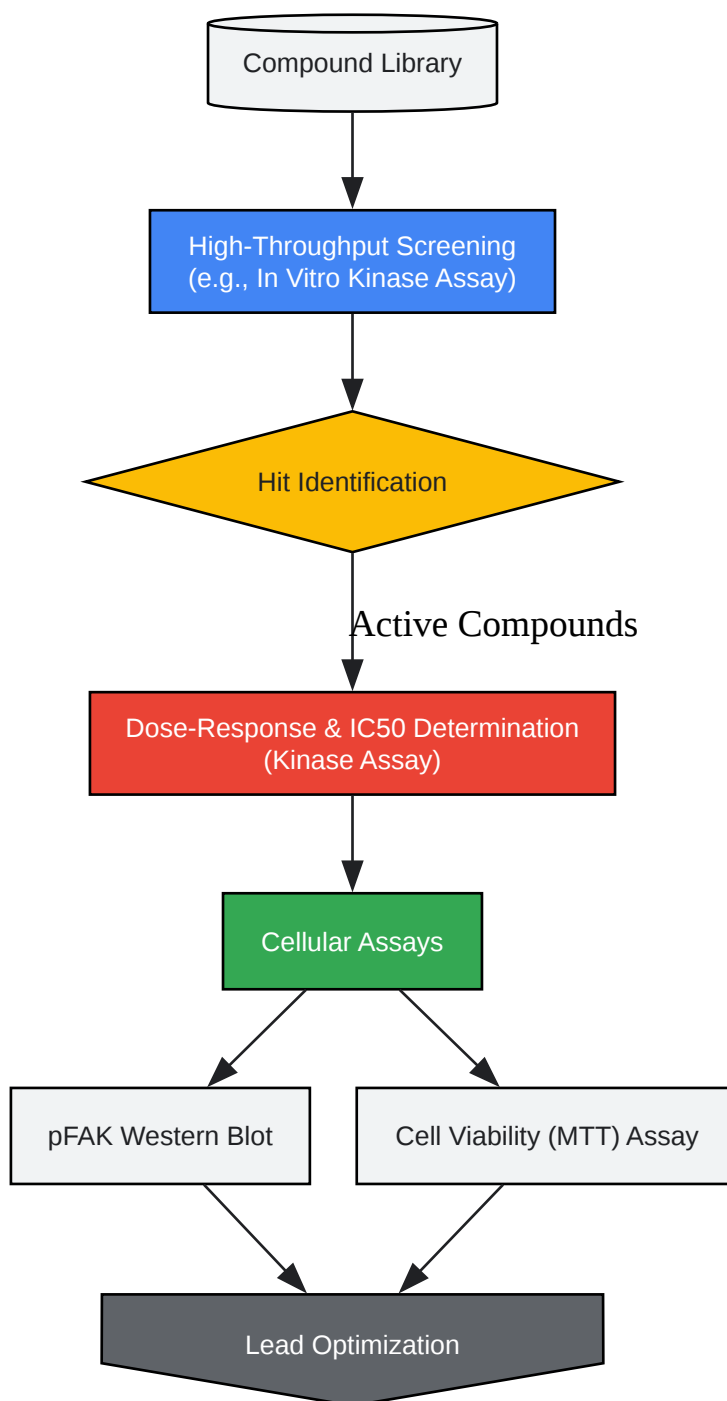 Compound Library
High-Throughput Screening
(e.g., In Vitro Kinase Assay)
Hit Identification
Active Compounds
Dose-Response & IC50 Determination
(Kinase Assay)
Cellular Assays
pFAK Western Blot
Cell Viability (MTT) Assay
Lead Optimization